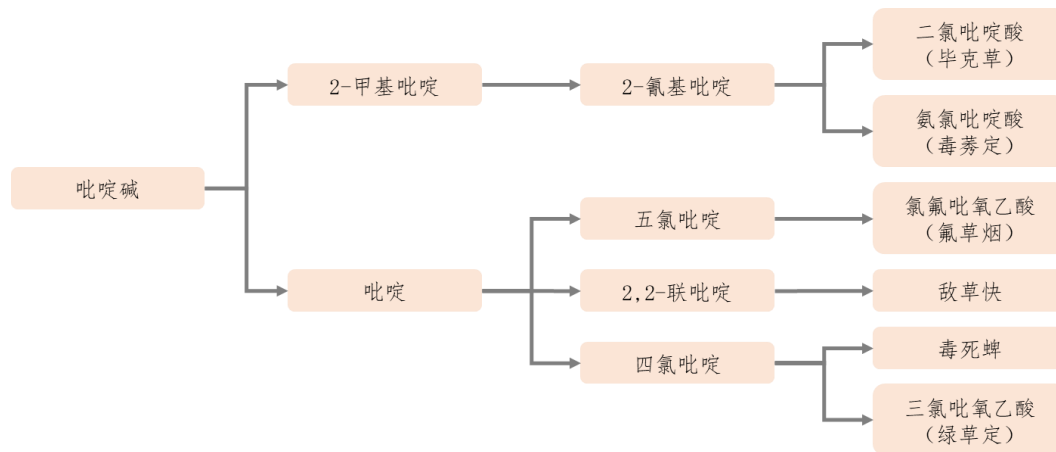 二氯吡啶酸
（毕克草）
2-甲基吡啶
2-氰基吡啶
氨氯吡啶酸
（毒莠定）
吡啶碱
五氯吡啶
氯氟吡氧乙酸
（氟草烟）
吡啶
2,2-联吡啶
敌草快
四氯吡啶
毒死蜱
三氯吡氧乙酸
（绿草定）